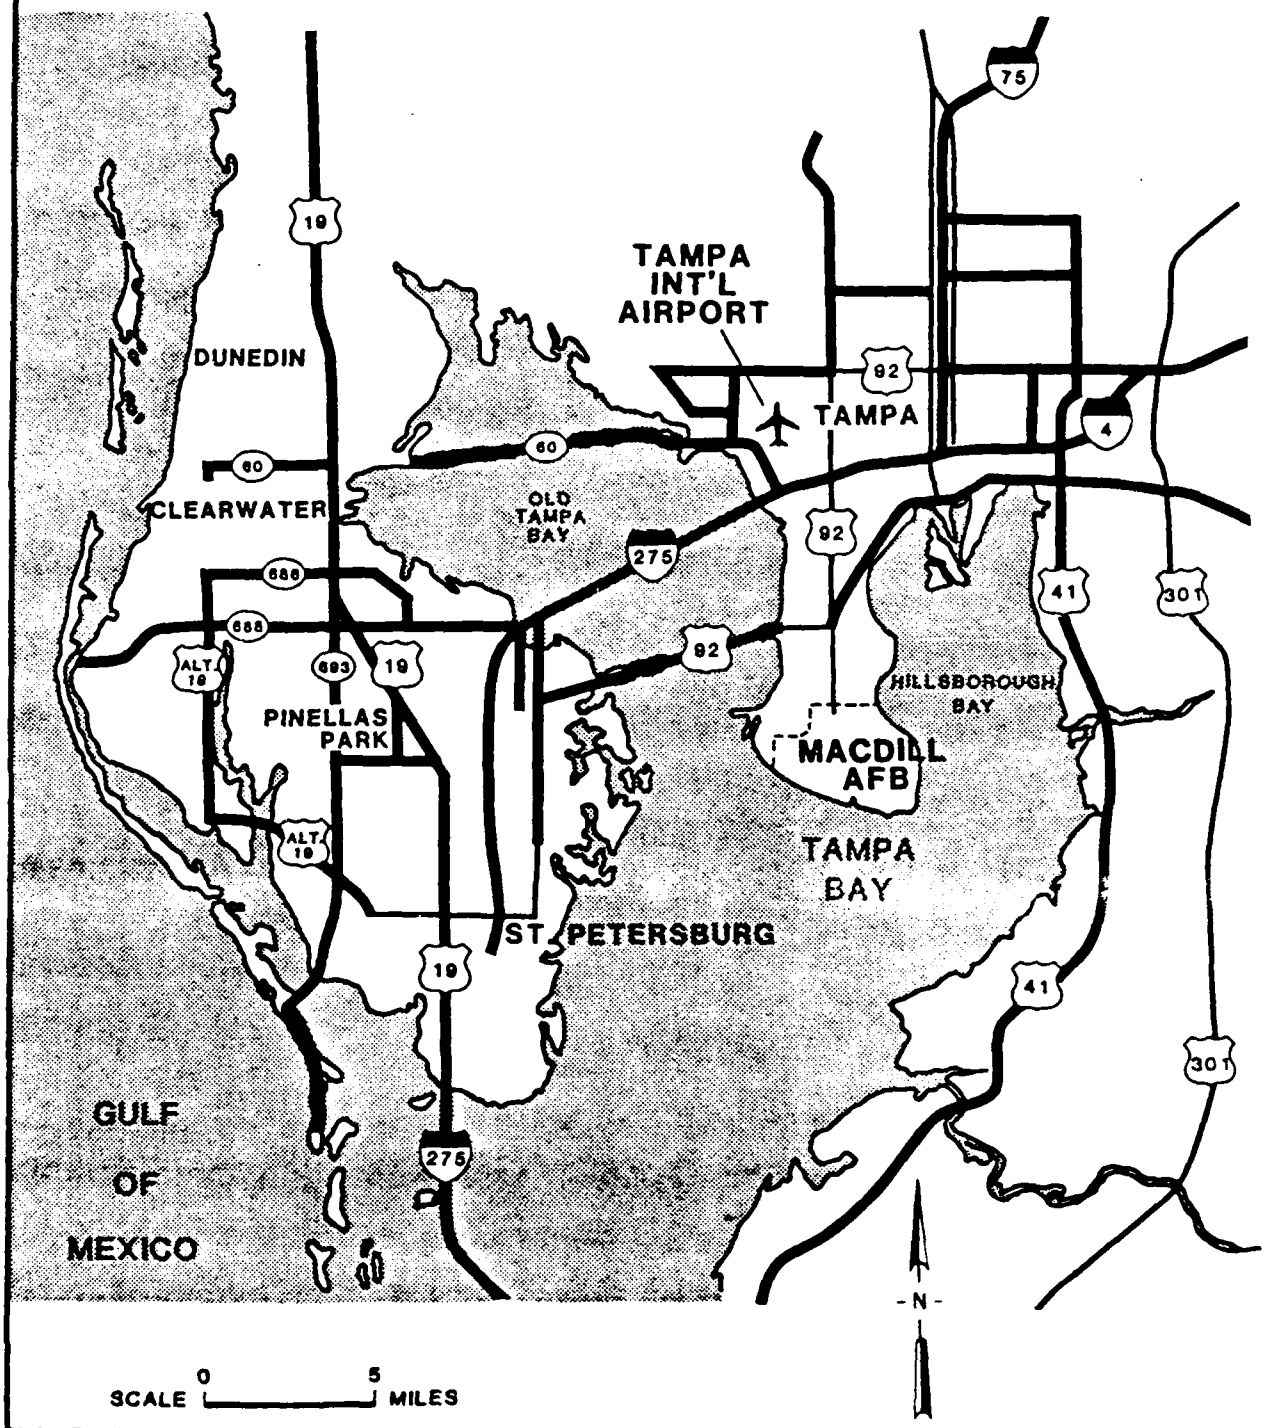 75
19
TAMPA
INT'L
AIRPORT
DUNEDIN
92
TAMPA
4
60
60
CLEARWATER
OLD
TAMPA
BAY
92
275
686
41
301
688
92
ALT.
19
693
19
HILLSBOROUGH
BAY
PINELLAS
PARK
MACDILL
AFB
ALT.
19
TAMPA
BAY
ST. PETERSBURG
19
41
301
GULF
OF
MEXICO
275
- N -
0 5
SCALE MILES